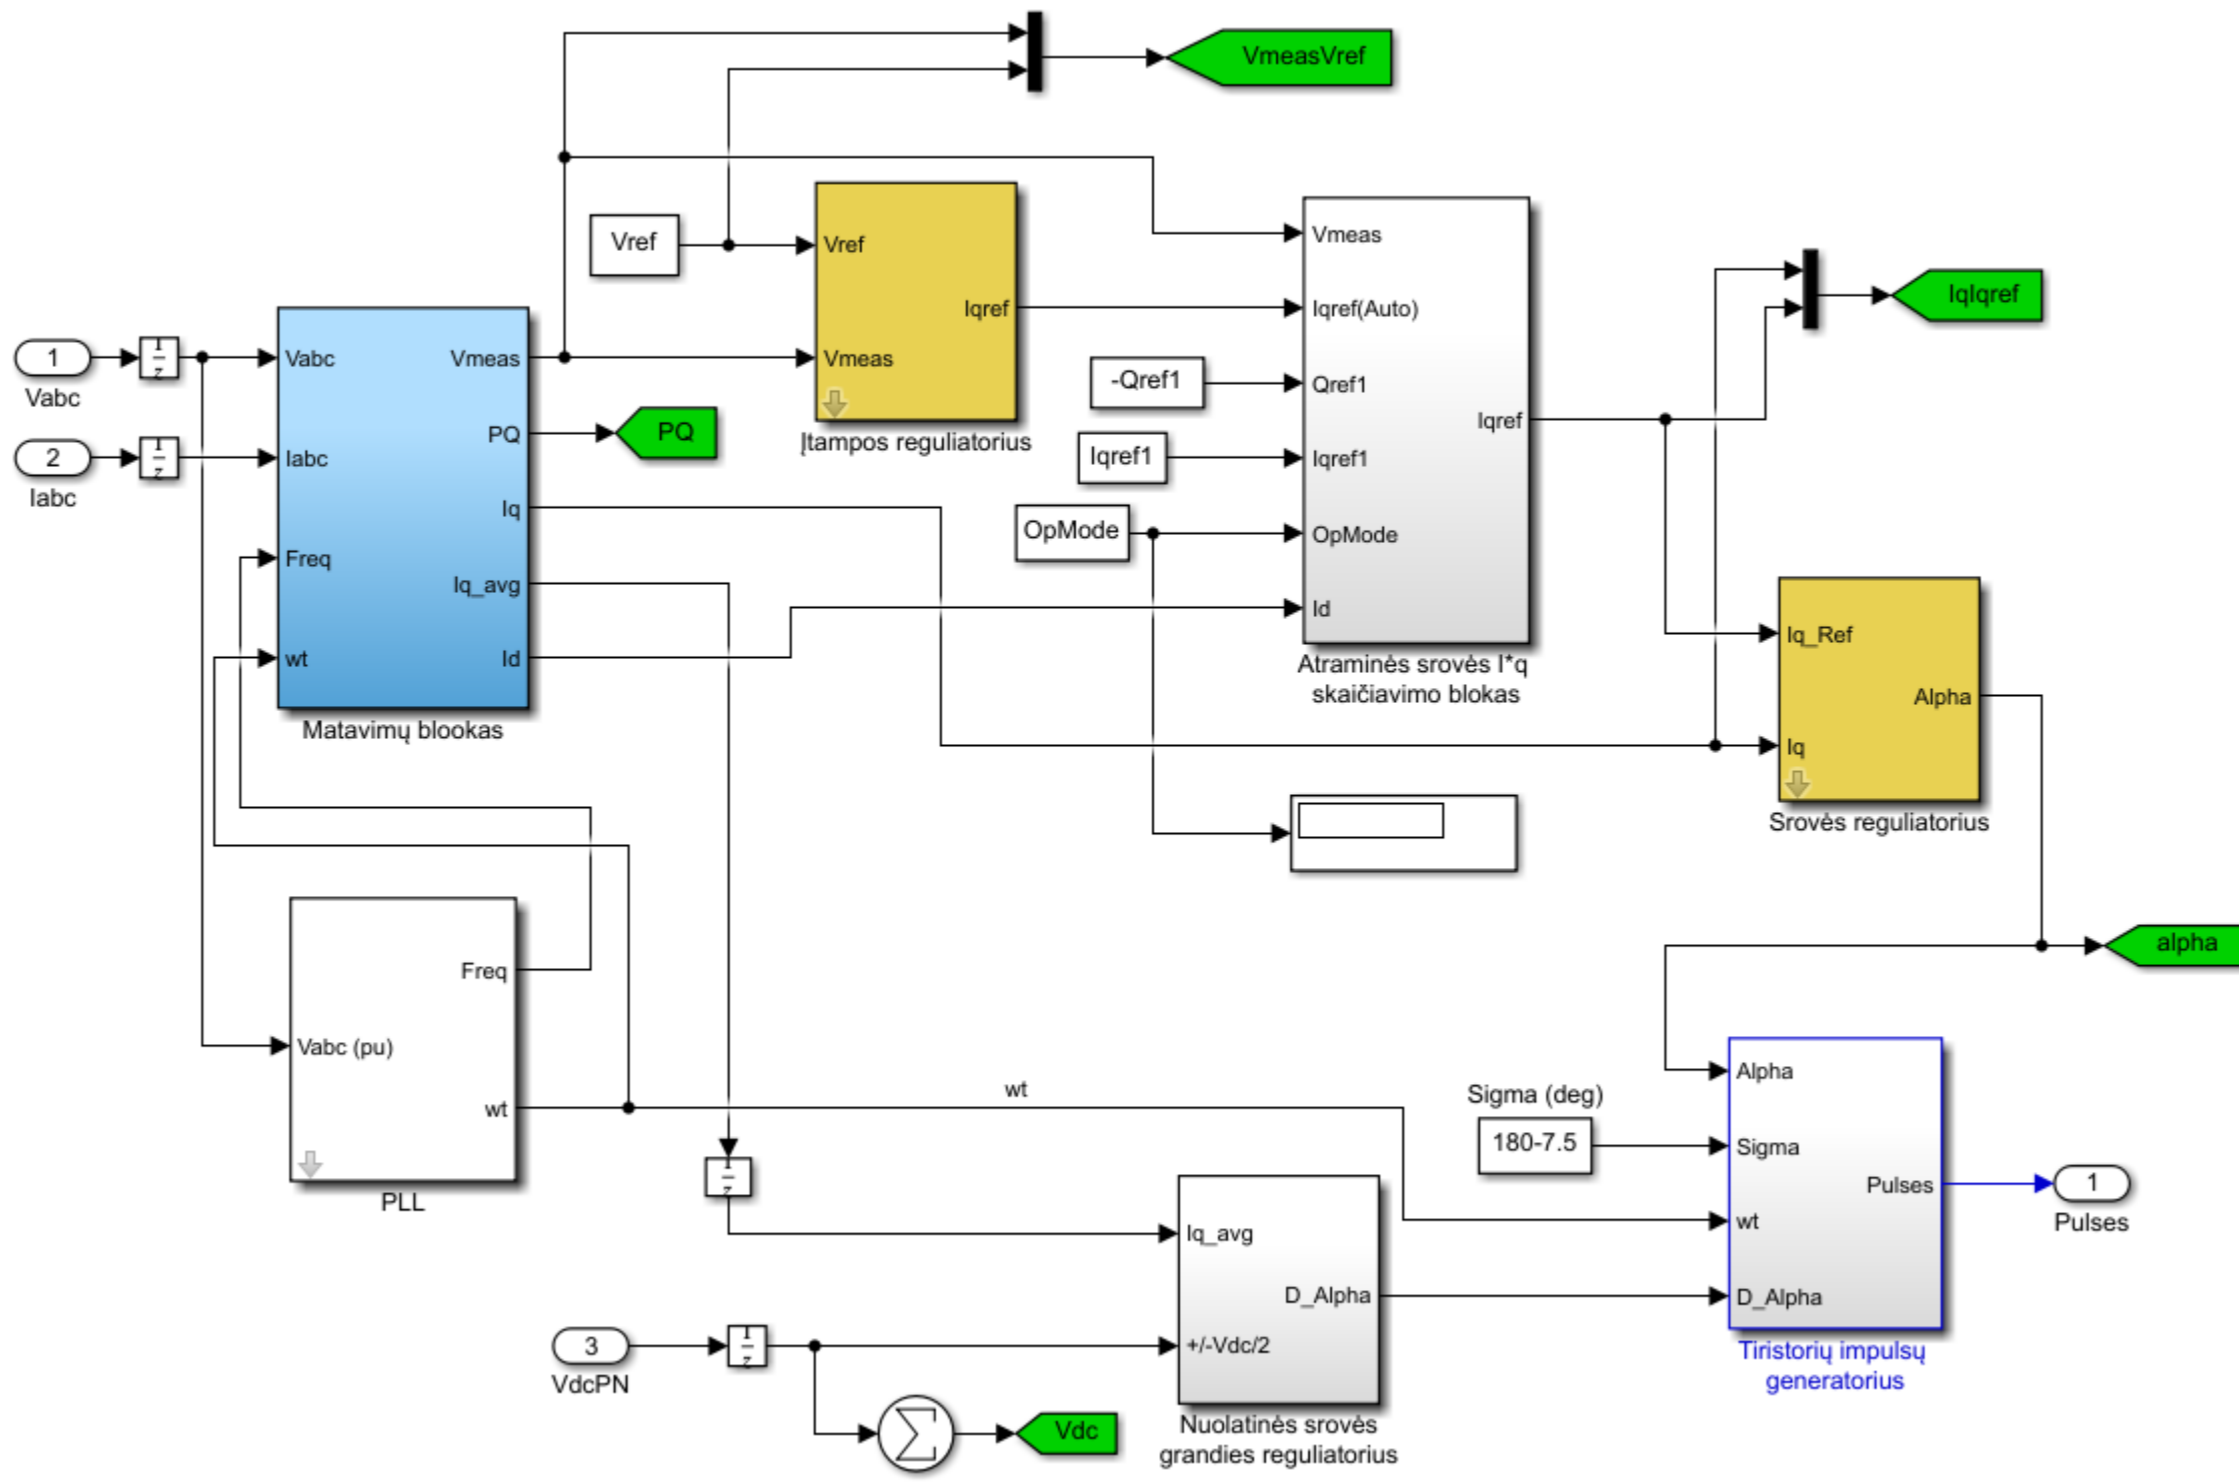 VmeasVref
Vref
Vref
Vmeas
Iqref
Įtampos reguliatorius
Vmeas
Iqref(Auto)
Qref1
Iqref1
OpMode
Id
Iqref
Atraminės srovės I*q
skaičiavimo blokas
-Qref1
Iqref1
OpMode
IqIqref
1
Vabc
2
Iabc
1
z
1
z
Vabc
Iabc
Freq
wt
Vmeas
PQ
Iq
Iq_avg
Id
Matavimų blookas
PQ
Iq_Ref
Iq
Alpha
Srovės reguliatorius
alpha
Vabc (pu)
Freq
wt
PLL
wt
1
z
Sigma (deg)
180-7.5
Alpha
Sigma
wt
D_Alpha
Pulses
Tiristorių impulsų
generatorius
1
Pulses
Iq_avg
+/-Vdc/2
D_Alpha
Nuolatinės srovės
grandies reguliatorius
3
VdcPN
1
z
Σ
Vdc